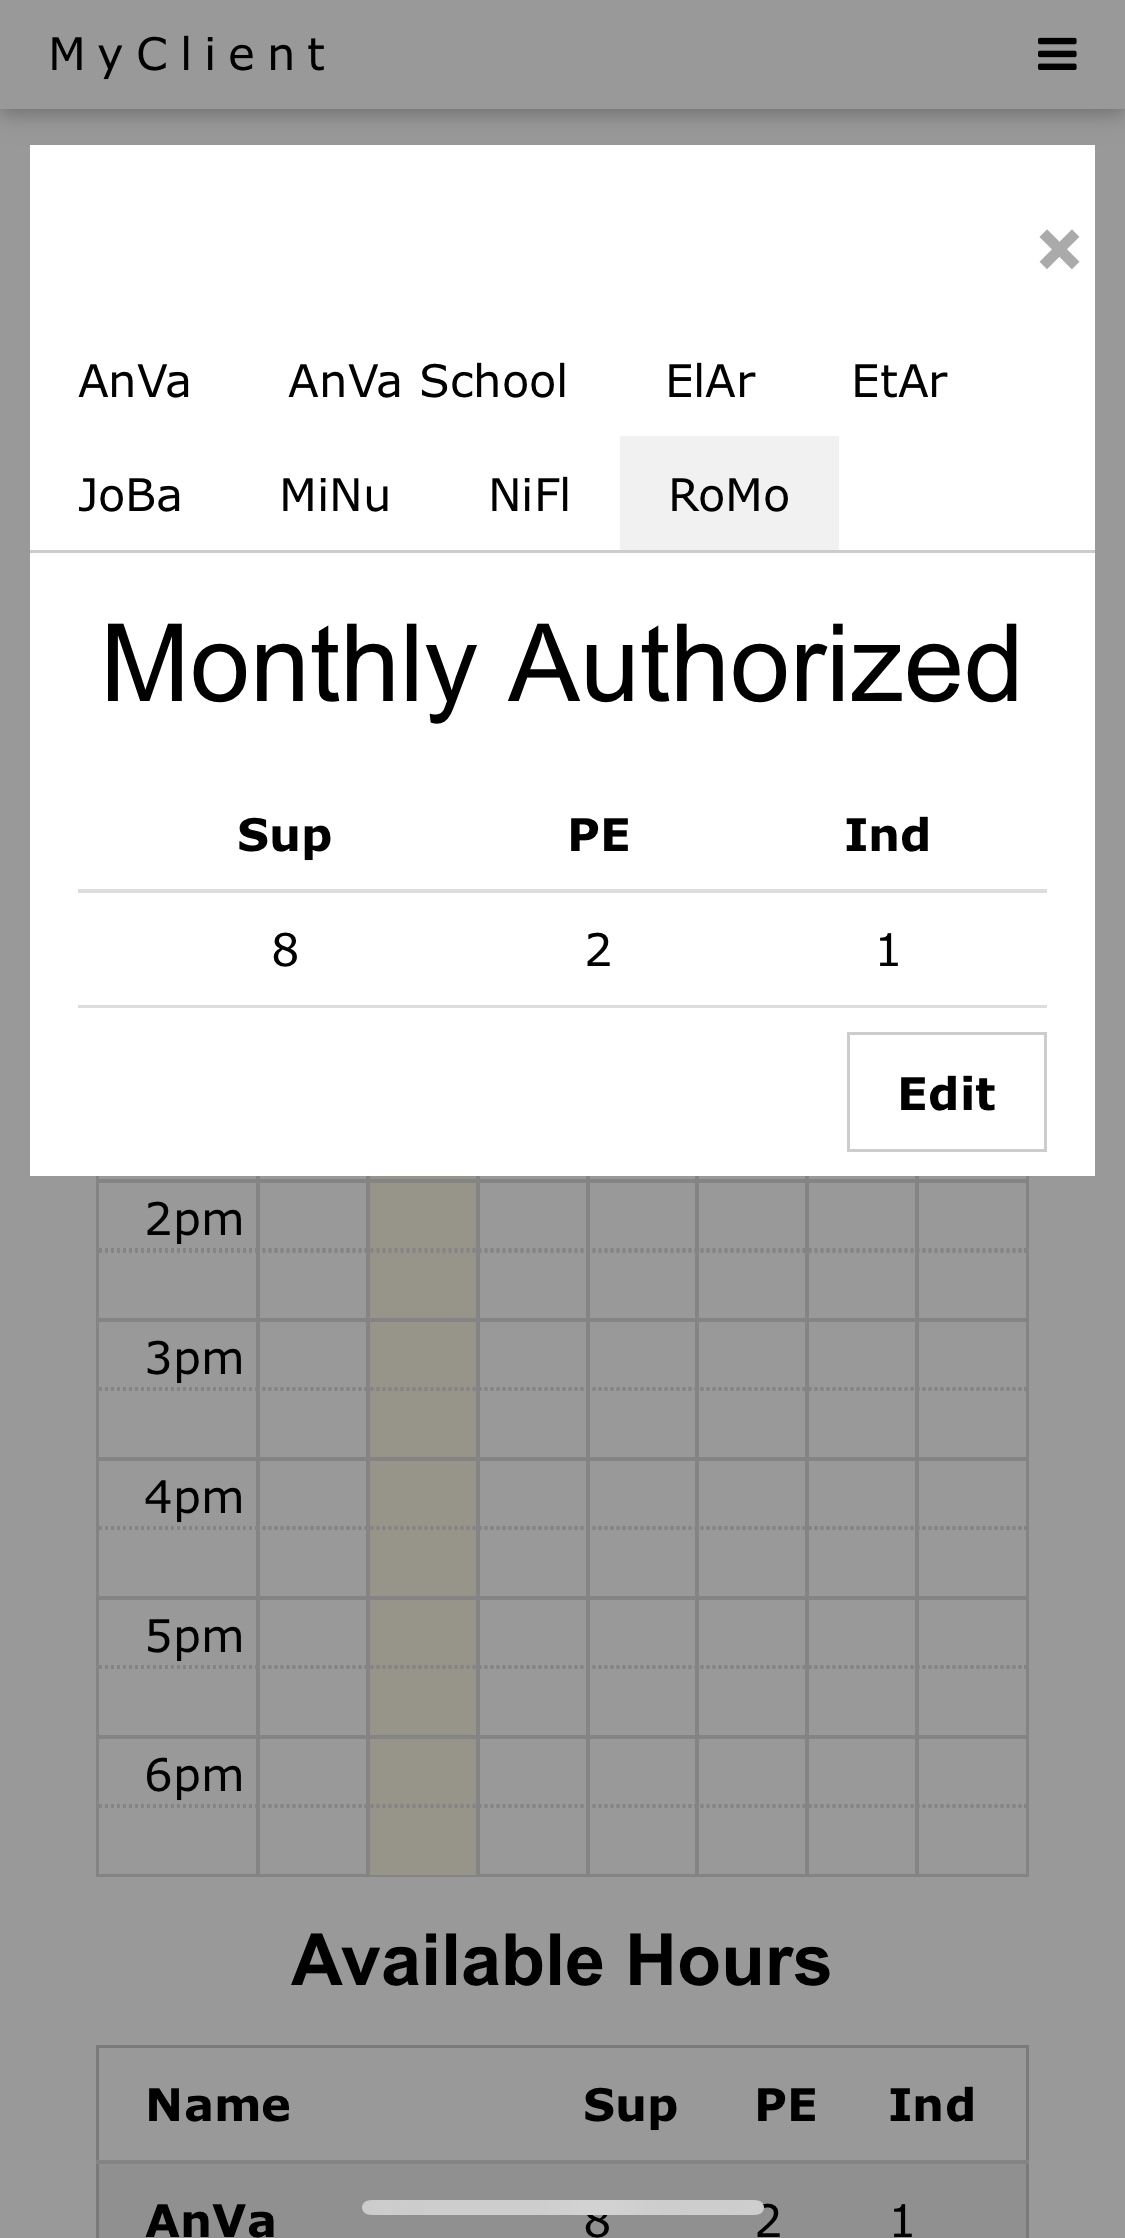 MyClient
AnVa AnVa School ElAr EtAr
JoBa MiNu NiFl RoMo
Monthly Authorized
Sup PE Ind
8 2 1
Edit
2pm
3pm
4pm
5pm
6pm
Available Hours
Name Sup PE Ind
AnVa 8 2 1